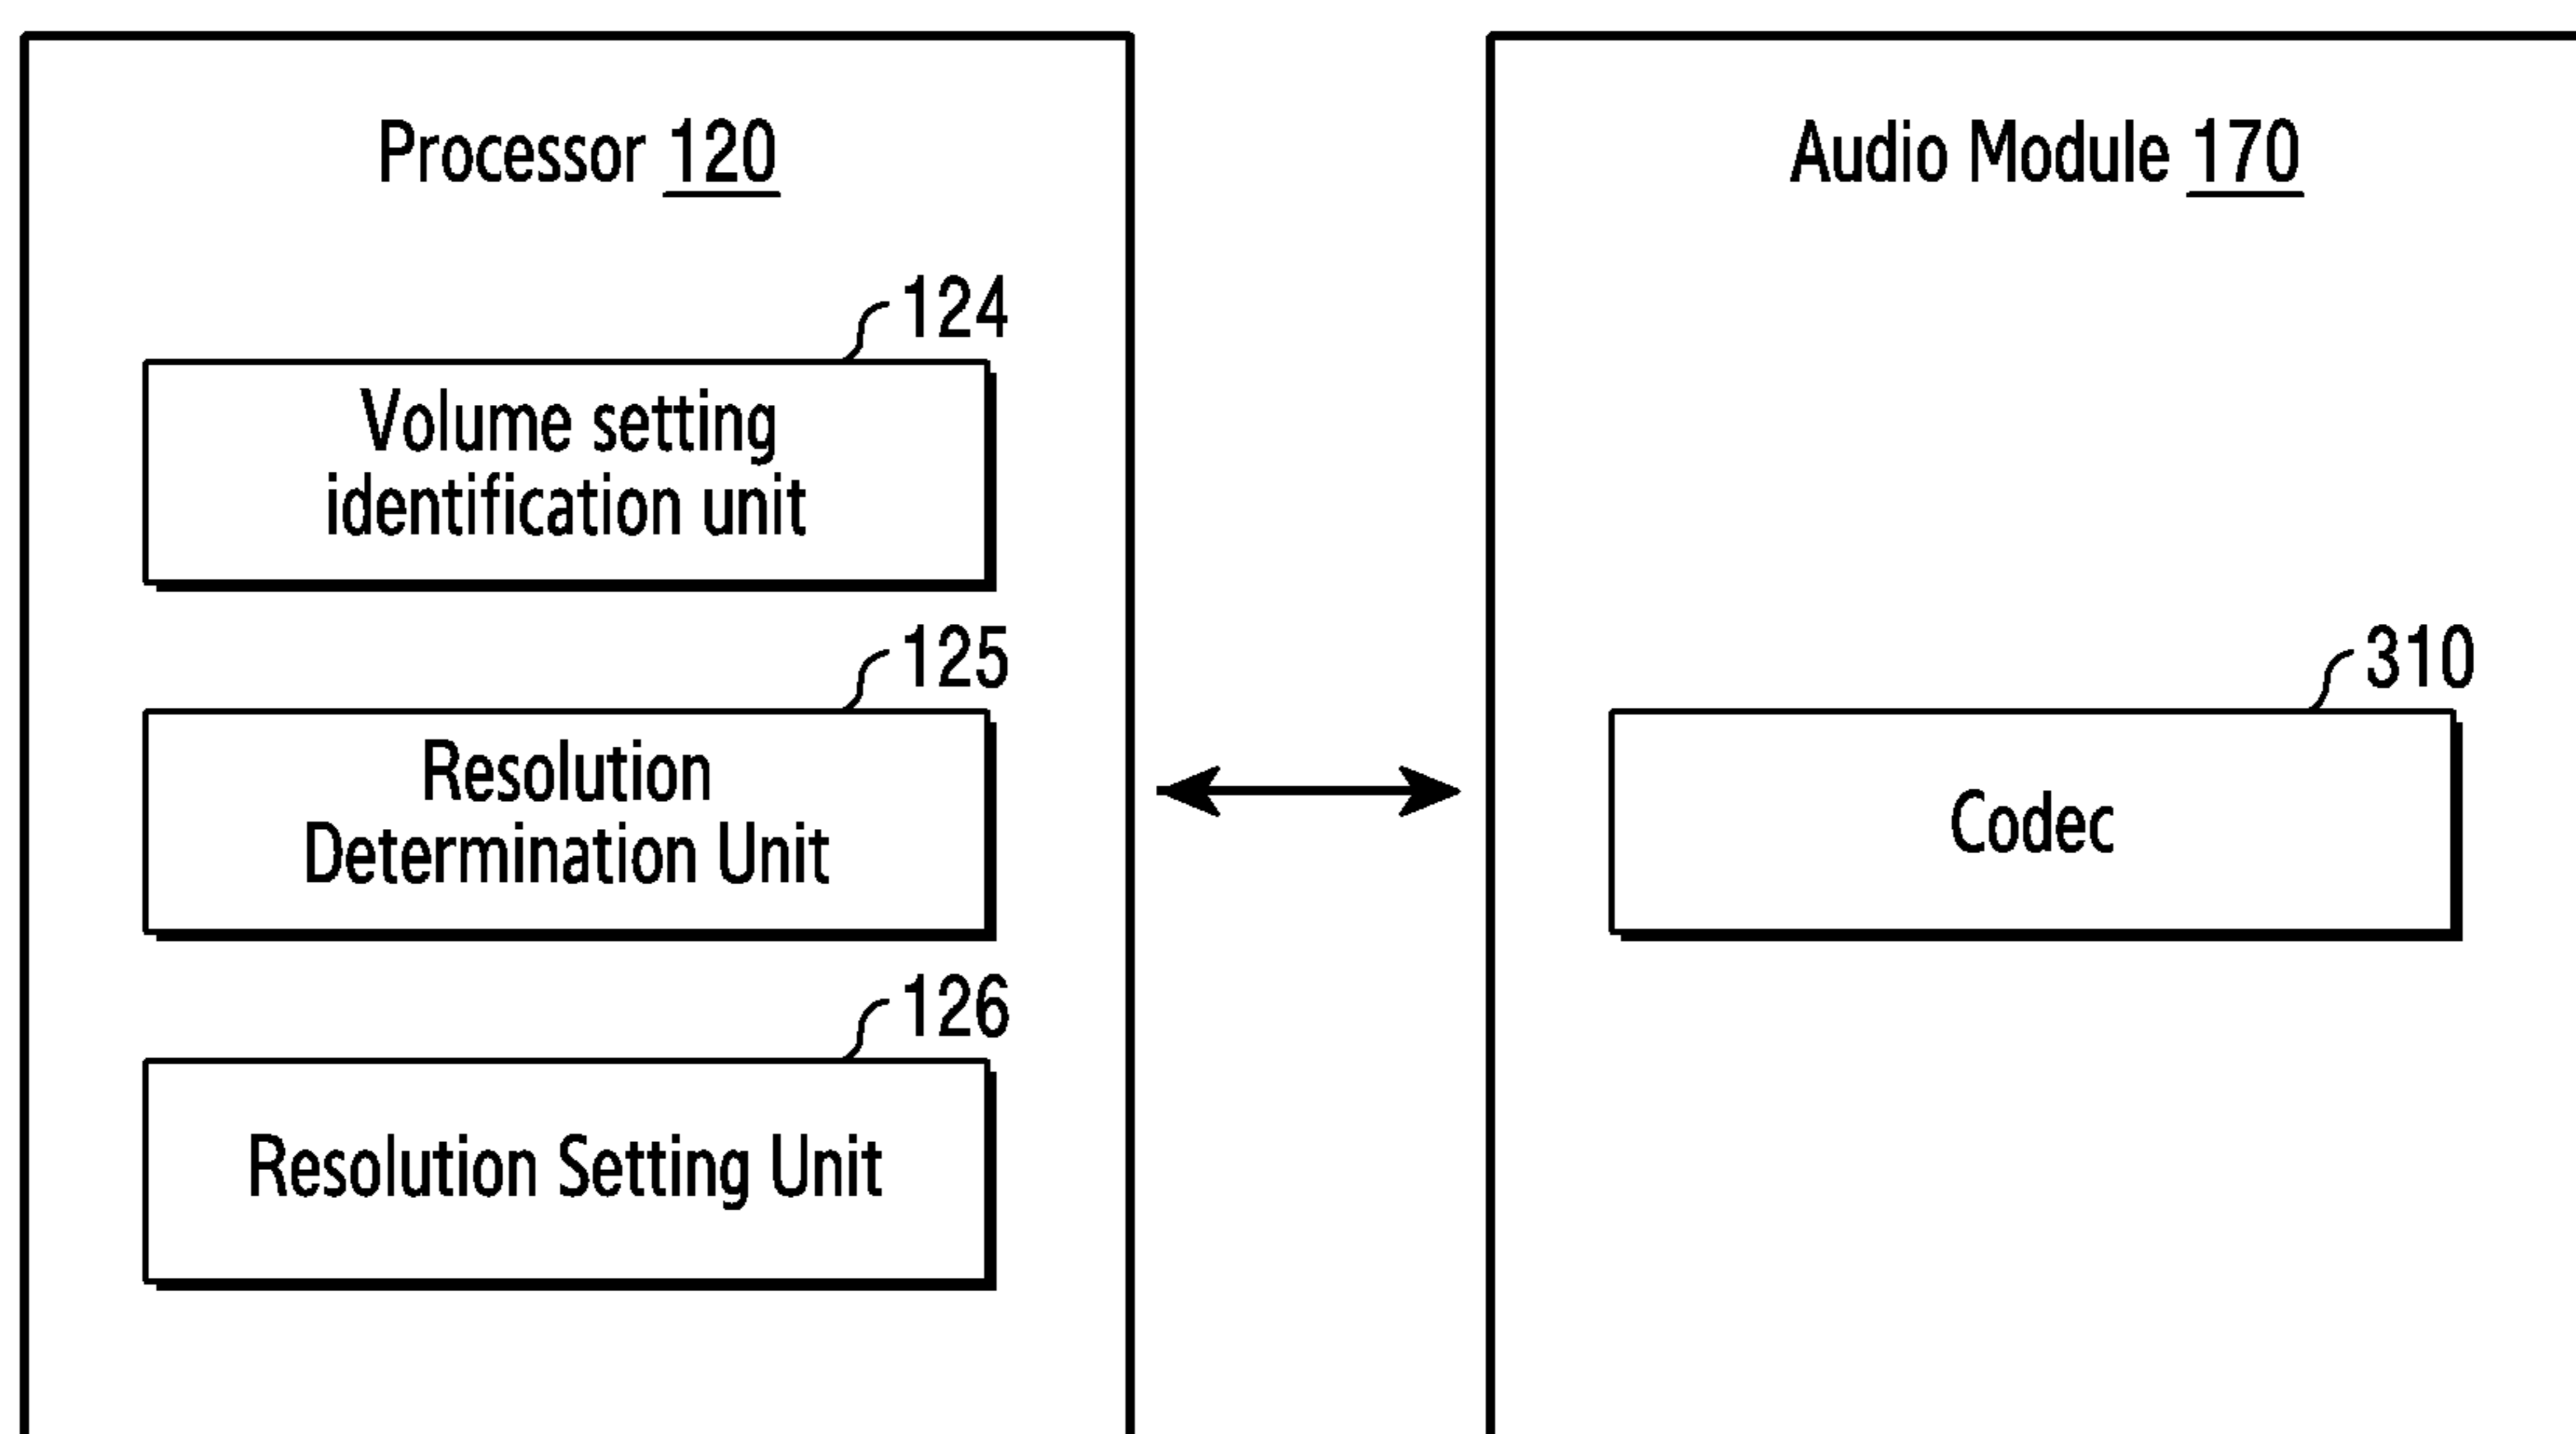 Processor 120
124
Volume setting
identification unit
125
Resolution
Determination Unit
126
Resolution Setting Unit
Audio Module 170
310
Codec